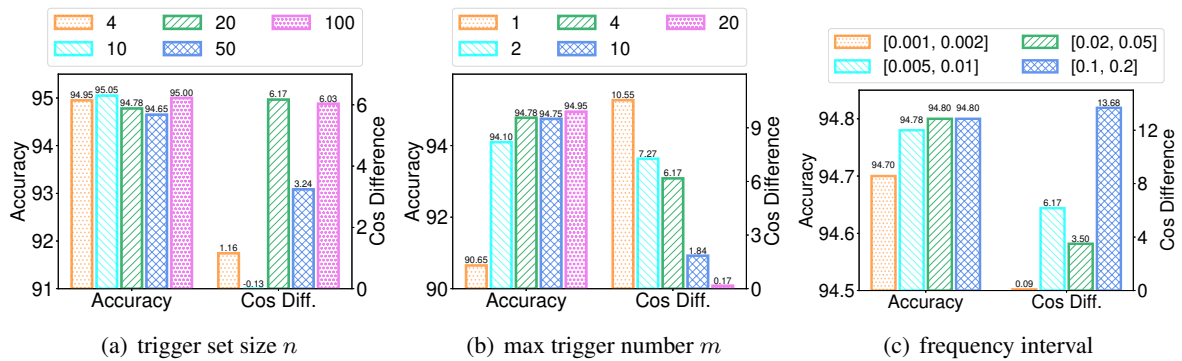 4 20 100
10 50
94.95 95.05 94.78 94.65 95.00
1.16 -0.13 6.17 3.24 6.03
95
94
93
92
91
Accuracy
6
4
2
0
Cos Difference
Accuracy Cos Diff.
(a) trigger set size n
1 4 20
2 10
90.65 94.10 94.78 94.75 94.95
10.55 7.27 6.17 1.84 0.17
94
92
90
Accuracy
9
6
3
0
Cos Difference
Accuracy Cos Diff.
(b) max trigger number m
[0.001, 0.002] [0.02, 0.05]
[0.005, 0.01] [0.1, 0.2]
94.70 94.78 94.80 94.80
0.09 6.17 3.50 13.68
94.8
94.7
94.6
94.5
Accuracy
12
9
6
3
0
Cos Difference
Accuracy Cos Diff.
(c) frequency interval